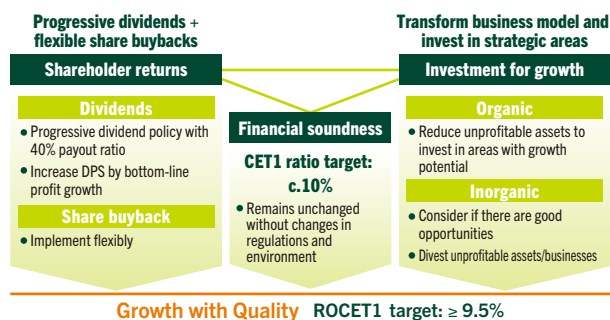 Progressive dividends +
flexible share buybacks
Shareholder returns
Dividends
• Progressive dividend policy with
40% payout ratio
• Increase DPS by bottom-line
profit growth
Share buyback
• Implement flexibly
Financial soundness
CET1 ratio target:
c.10%
• Remains unchanged
without changes in
regulations and
environment
Transform business model and
invest in strategic areas
Investment for growth
Organic
• Reduce unprofitable assets to
invest in areas with growth
potential
Inorganic
• Consider if there are good
opportunities
• Divest unprofitable assets/businesses
Growth with Quality ROCET1 target: ≥ 9.5%